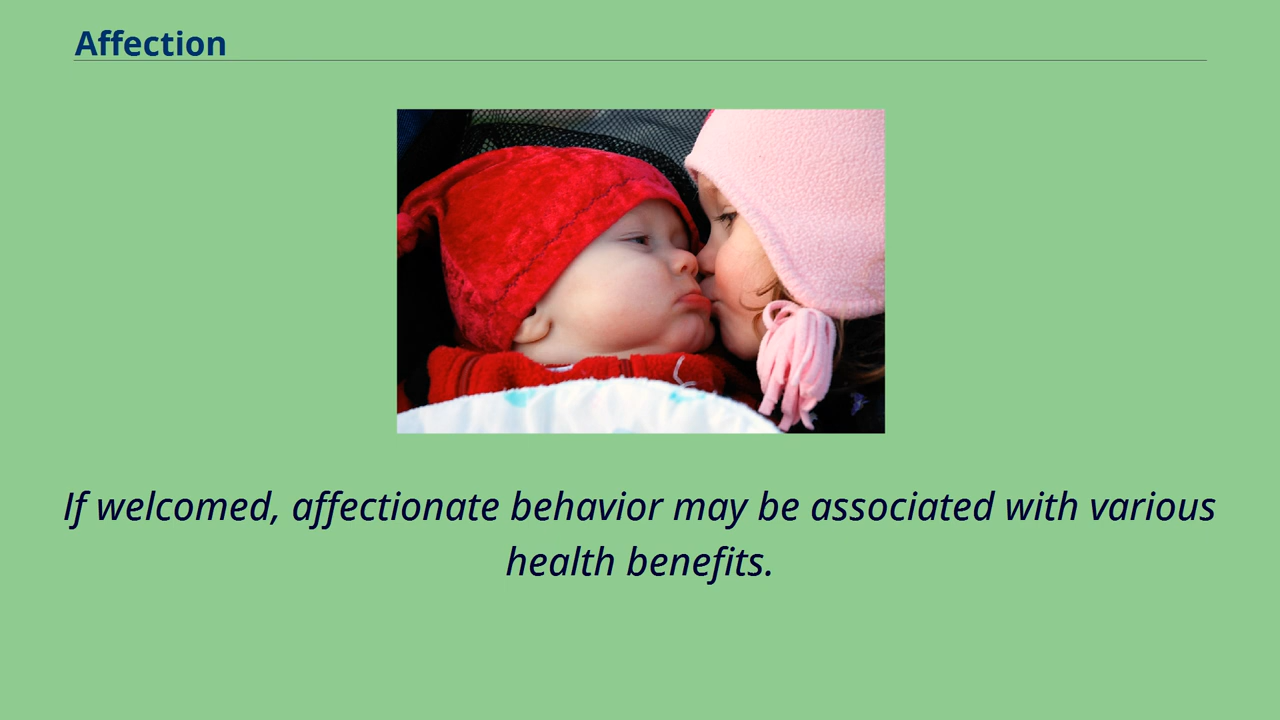 Affection
If welcomed, affectionate behavior may be associated with various
health benefits.